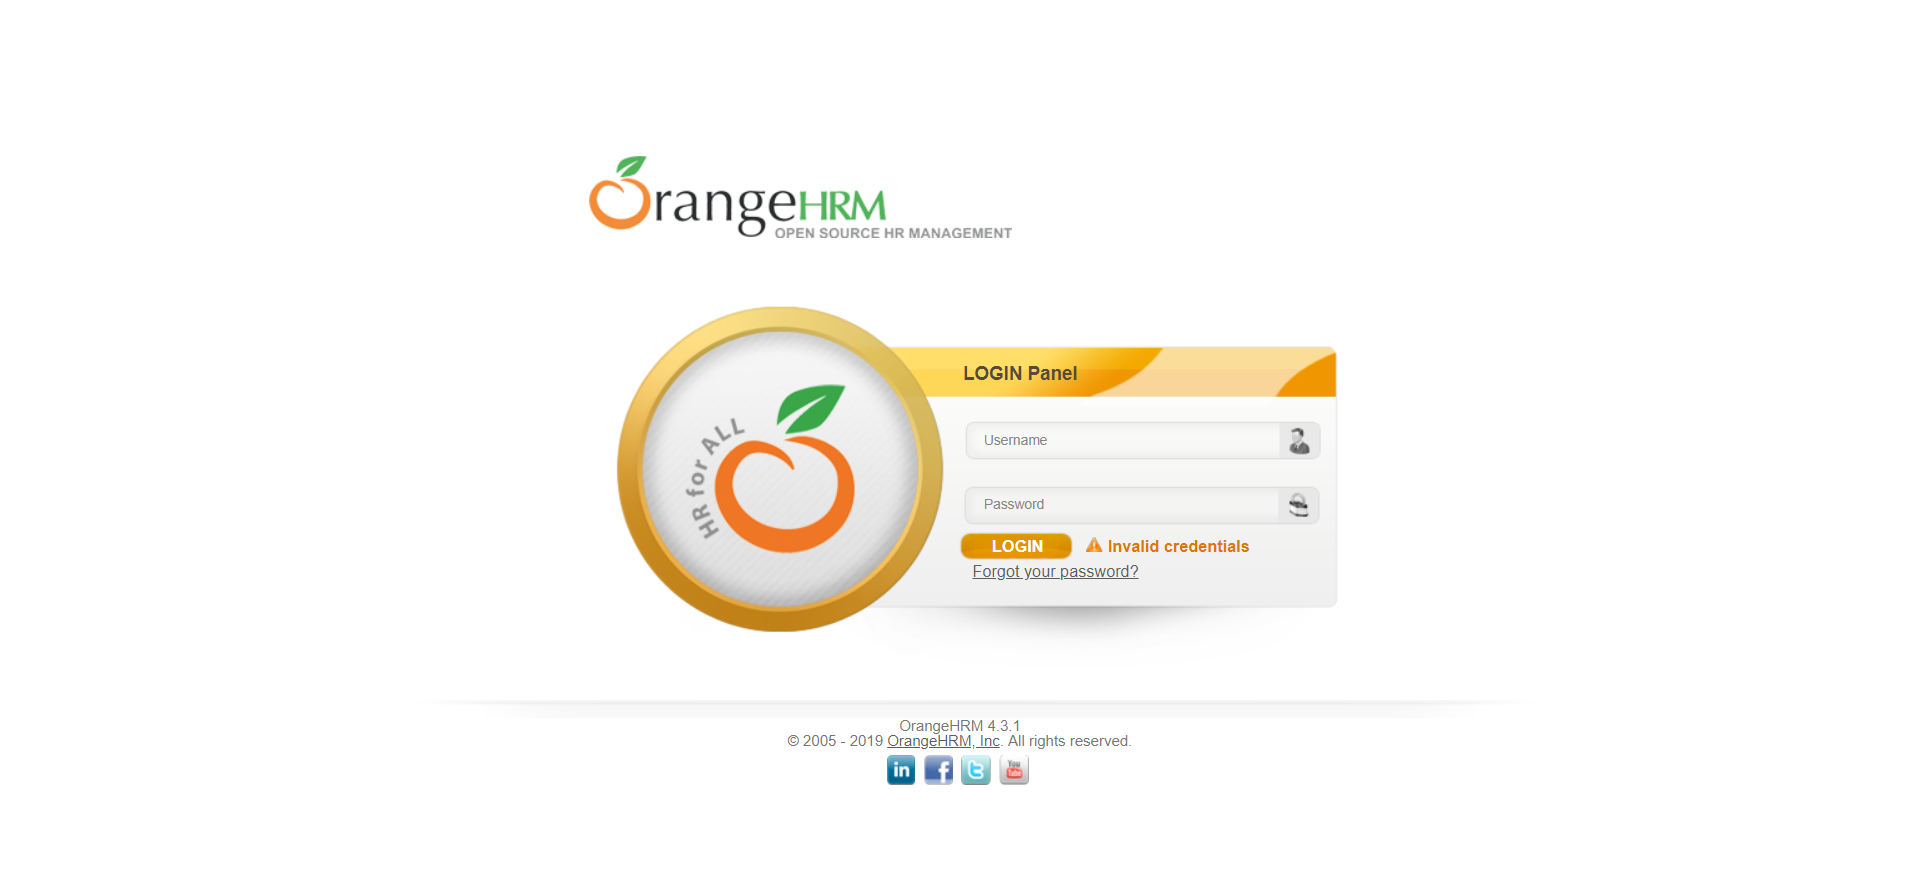 OrangeHRM
OPEN SOURCE HR MANAGEMENT
HR for ALL
LOGIN Panel
Username
Password
LOGIN
Invalid credentials
Forgot your password?
OrangeHRM 4.3.1
© 2005 - 2019 OrangeHRM, Inc. All rights reserved.
in f t You Tube